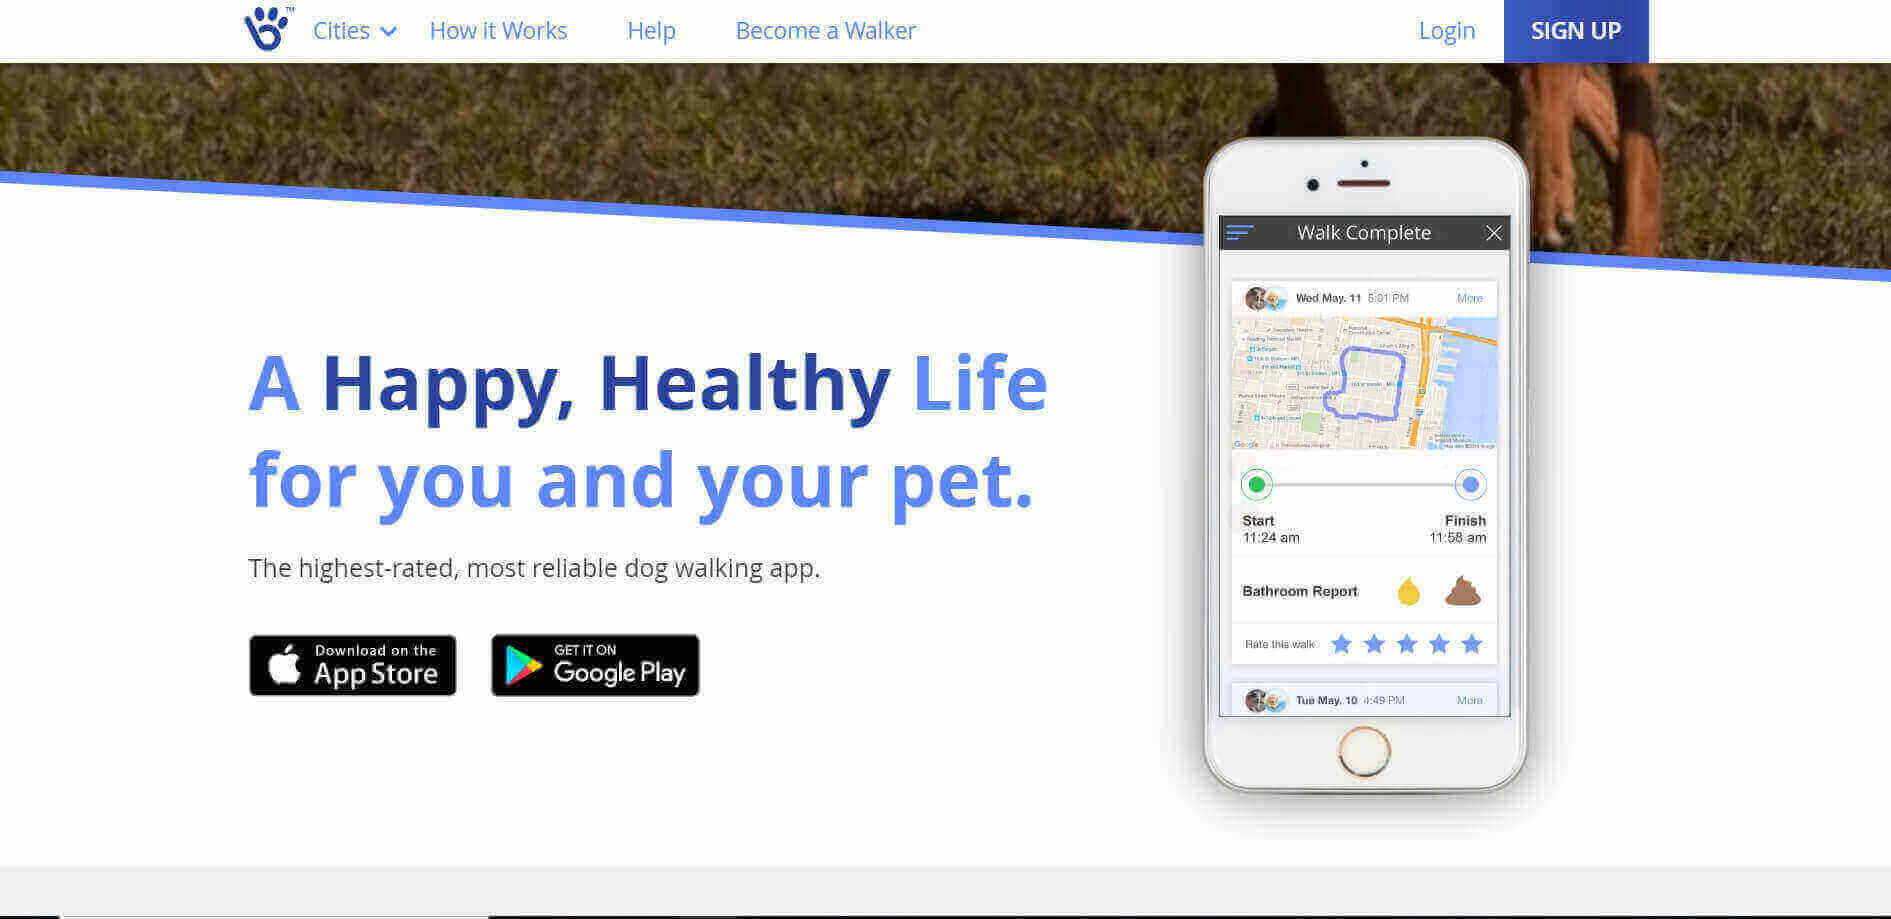 TM
Cities
How it Works
Help
Become a Walker
Login
SIGN UP
A Happy, Healthy Life
for you and your pet.
The highest-rated, most reliable dog walking app.
Download on the
App Store
GET IT ON
Google Play
Walk Complete
Wed May. 11 5:01 PM
More
Google
Start
11:24 am
Finish
11:58 am
Bathroom Report
Rate this walk
Tue May. 10 4:49 PM
More